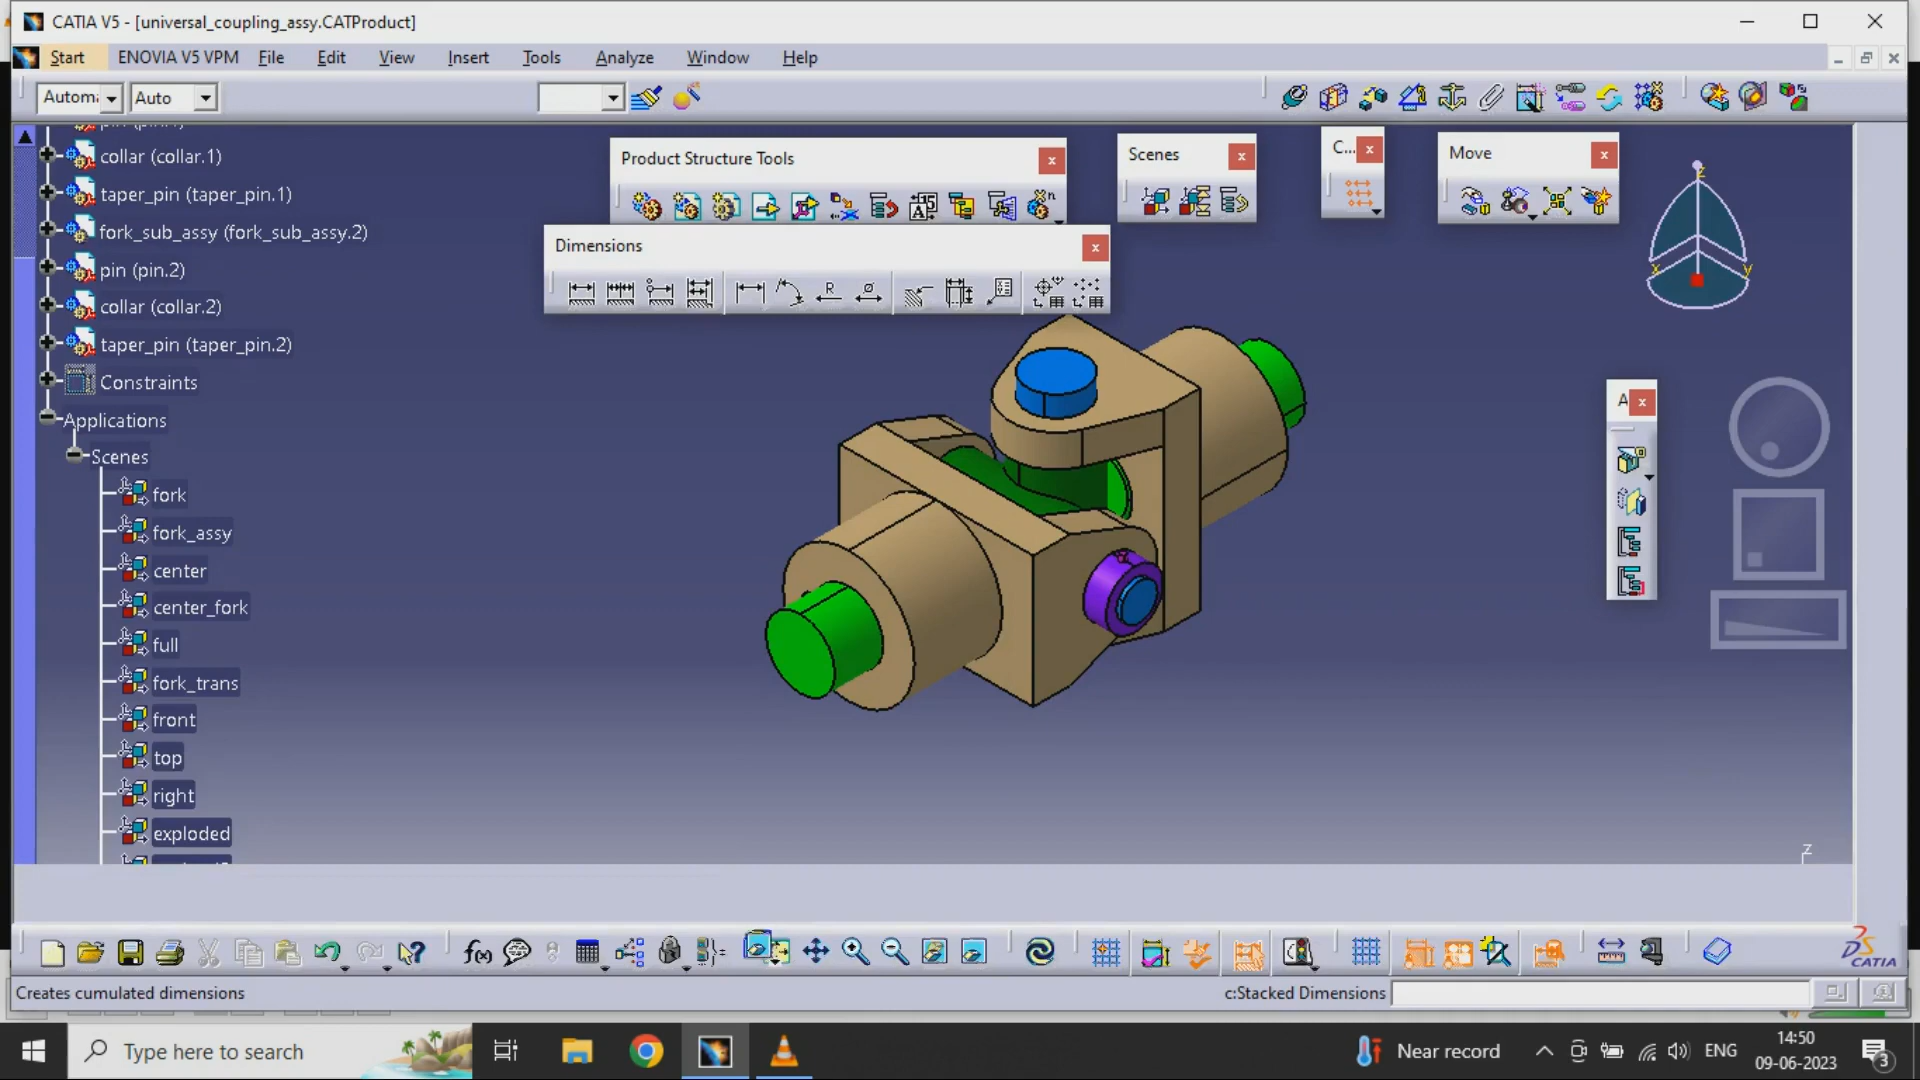 CATIA V5 - [universal_coupling_assy.CATProduct]
Start ENOVIA V5 VPM File Edit View Insert Tools Analyze Window Help
Auto
collar (collar.1)
taper_pin (taper_pin.1)
fork_sub_assy (fork_sub_assy.2)
pin (pin.2)
collar (collar.2)
taper_pin (taper_pin.2)
Constraints
Applications
Scenes
fork
fork_assy
center
center_fork
full
fork_trans
front
top
right
exploded
Product Structure Tools
Dimensions
Scenes
C...
Move
A
z
x
y
z
Creates cumulated dimensions
c:Stacked Dimensions
CATIA
Type here to search
Near record
ENG
14:50
09-06-2023
3